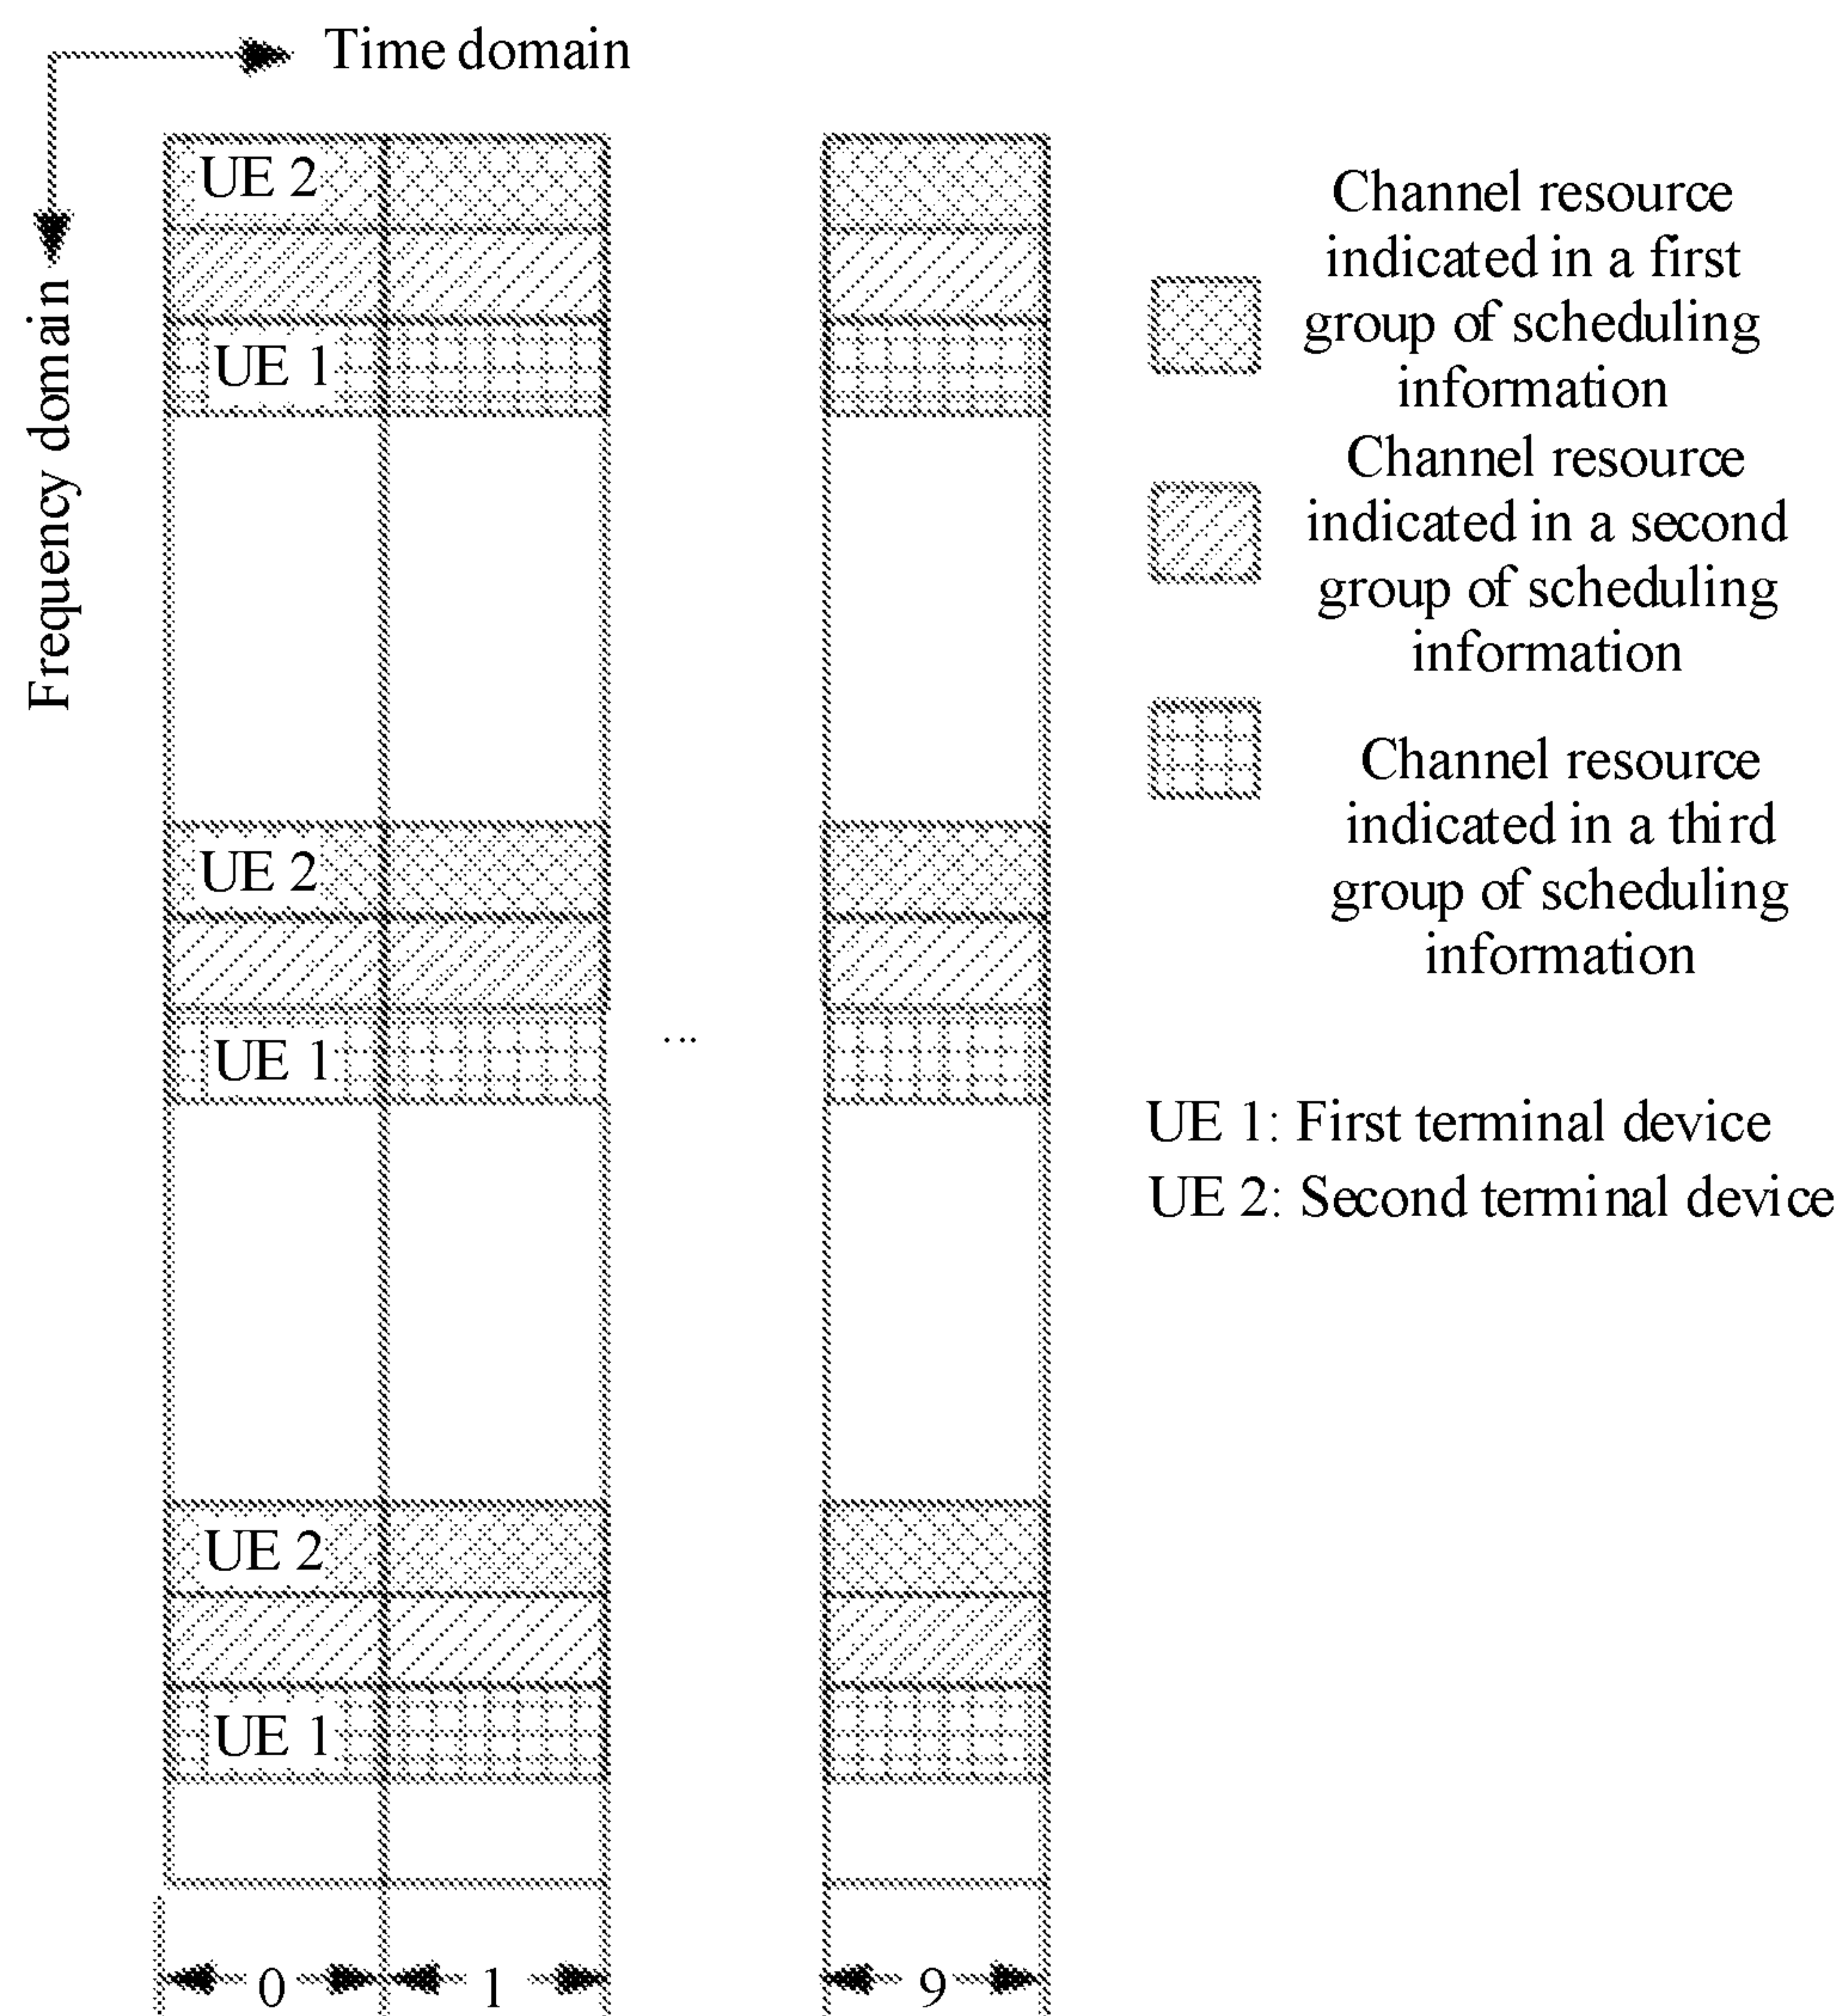 Time domain
Frequency domain
UE 2
UE 1
UE 2
UE 1
...
UE 2
UE 1
0
1
9
Channel resource
indicated in a first
group of scheduling
information
Channel resource
indicated in a second
group of scheduling
information
Channel resource
indicated in a third
group of scheduling
information
UE 1: First terminal device
UE 2: Second terminal device